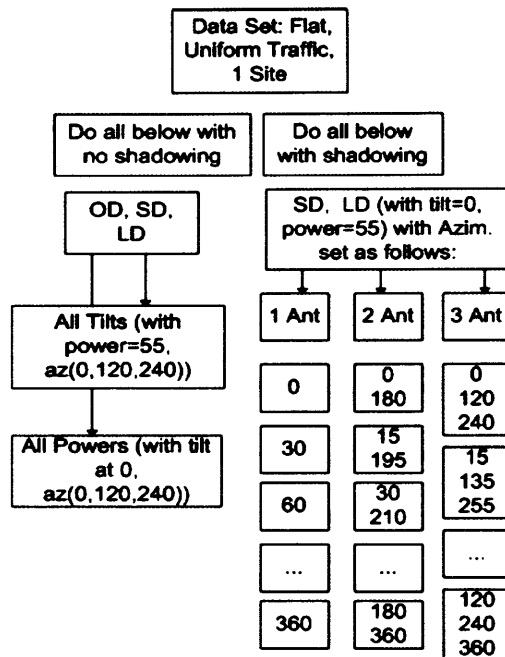 Data Set: Flat,
Uniform Traffic,
1 Site
Do all below with
no shadowing
Do all below
with shadowing
OD, SD,
LD
SD, LD (with tilt=0,
power=55) with Azim.
set as follows:
All Tilts (with
power=55,
az(0,120,240))
All Powers (with tilt
at 0,
az(0,120,240))
1 Ant
2 Ant
3 Ant
0
0
180
0
120
240
30
15
195
15
135
255
60
30
210
...
...
...
360
180
360
120
240
360